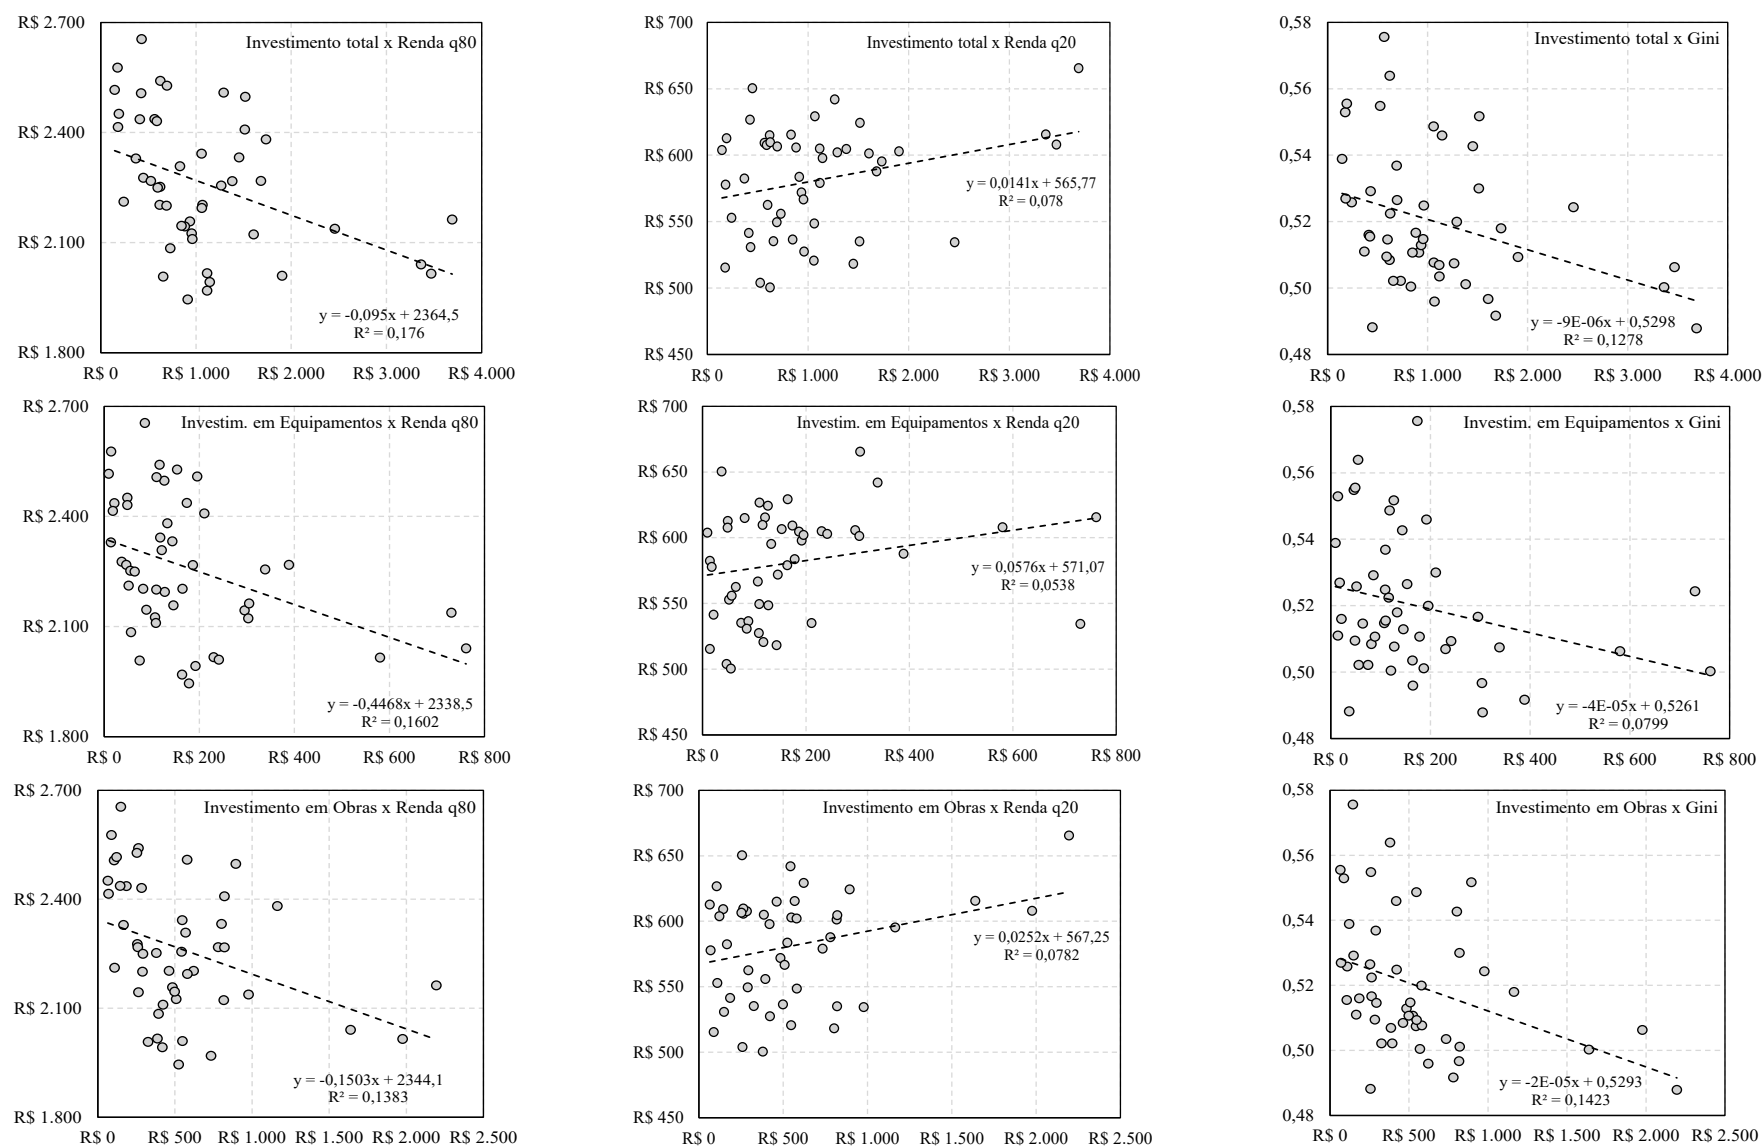 R$ 2.700
R$ 2.400
R$ 2.100
R$ 1.800
R$ 0 R$ 1.000 R$ 2.000 R$ 3.000 R$ 4.000
Investimento total x Renda q80
y = -0,095x + 2364,5
R² = 0,176
R$ 700
R$ 650
R$ 600
R$ 550
R$ 500
R$ 450
R$ 0 R$ 1.000 R$ 2.000 R$ 3.000 R$ 4.000
Investimento total x Renda q20
y = 0,0141x + 565,77
R² = 0,078
0,58
0,56
0,54
0,52
0,50
0,48
R$ 0 R$ 1.000 R$ 2.000 R$ 3.000 R$ 4.000
Investimento total x Gini
y = -9E-06x + 0,5298
R² = 0,1278
R$ 2.700
R$ 2.400
R$ 2.100
R$ 1.800
R$ 0 R$ 200 R$ 400 R$ 600 R$ 800
Investim. em Equipamentos x Renda q80
y = -0,4468x + 2338,5
R² = 0,1602
R$ 700
R$ 650
R$ 600
R$ 550
R$ 500
R$ 450
R$ 0 R$ 200 R$ 400 R$ 600 R$ 800
Investim. em Equipamentos x Renda q20
y = 0,0576x + 571,07
R² = 0,0538
0,58
0,56
0,54
0,52
0,50
0,48
R$ 0 R$ 200 R$ 400 R$ 600 R$ 800
Investim. em Equipamentos x Gini
y = -4E-05x + 0,5261
R² = 0,0799
R$ 2.700
R$ 2.400
R$ 2.100
R$ 1.800
R$ 0 R$ 500 R$ 1.000 R$ 1.500 R$ 2.000 R$ 2.500
Investimento em Obras x Renda q80
y = -0,1503x + 2344,1
R² = 0,1383
R$ 700
R$ 650
R$ 600
R$ 550
R$ 500
R$ 450
R$ 0 R$ 500 R$ 1.000 R$ 1.500 R$ 2.000 R$ 2.500
Investimento em Obras x Renda q20
y = 0,0252x + 567,25
R² = 0,0782
0,58
0,56
0,54
0,52
0,50
0,48
R$ 0 R$ 500 R$ 1.000 R$ 1.500 R$ 2.000 R$ 2.500
Investimento em Obras x Gini
y = -2E-05x + 0,5293
R² = 0,1423